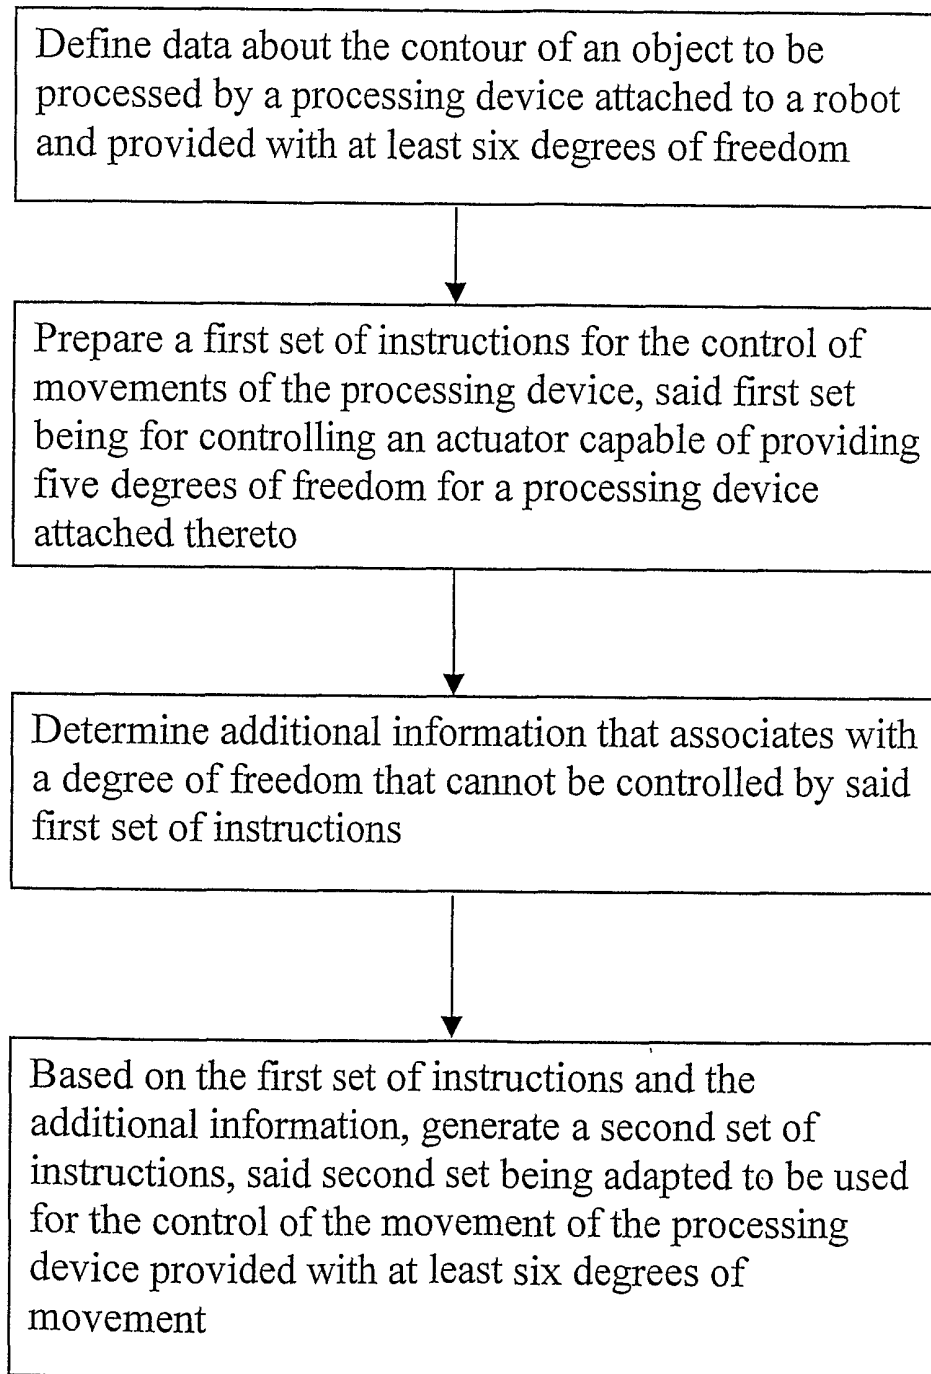 Define data about the contour of an object to be
processed by a processing device attached to a robot
and provided with at least six degrees of freedom
Prepare a first set of instructions for the control of
movements of the processing device, said first set
being for controlling an actuator capable of providing
five degrees of freedom for a processing device
attached thereto
Determine additional information that associates with
a degree of freedom that cannot be controlled by said
first set of instructions
Based on the first set of instructions and the
additional information, generate a second set of
instructions, said second set being adapted to be used
for the control of the movement of the processing
device provided with at least six degrees of
movement